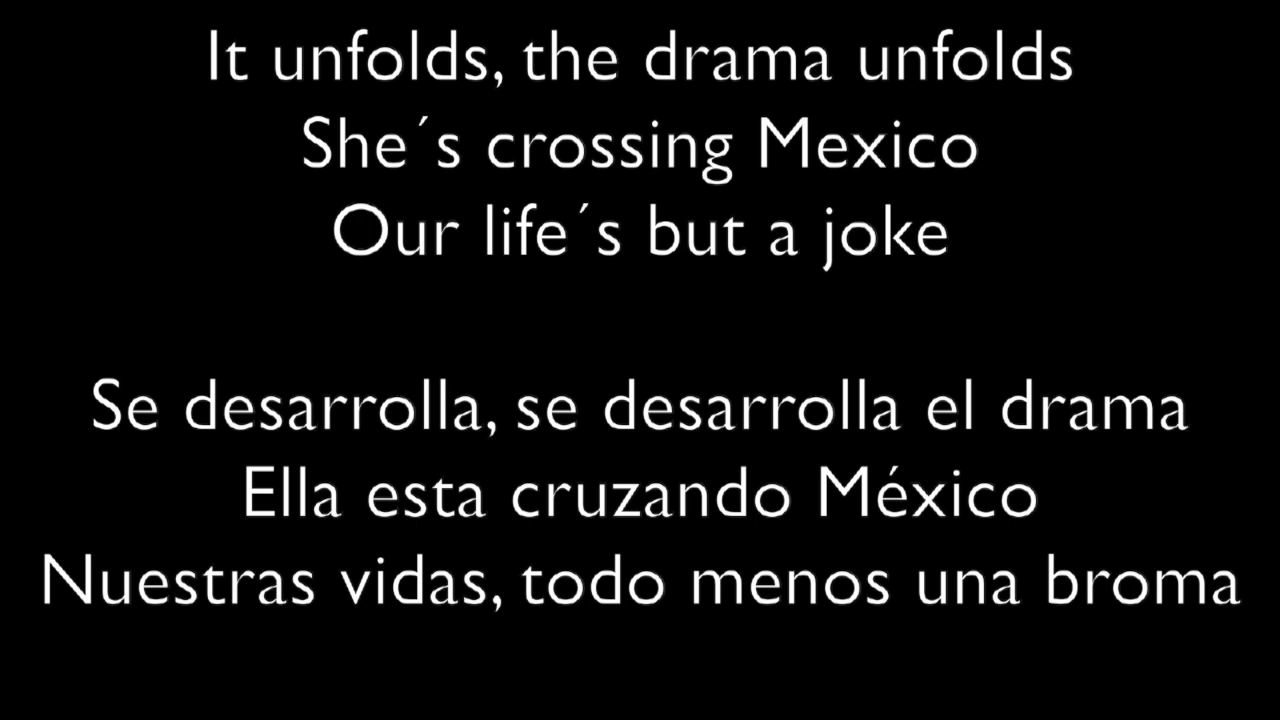 It unfolds, the drama unfolds
She´s crossing Mexico
Our life´s but a joke
Se desarrolla, se desarrolla el drama
Ella esta cruzando México
Nuestras vidas, todo menos una broma